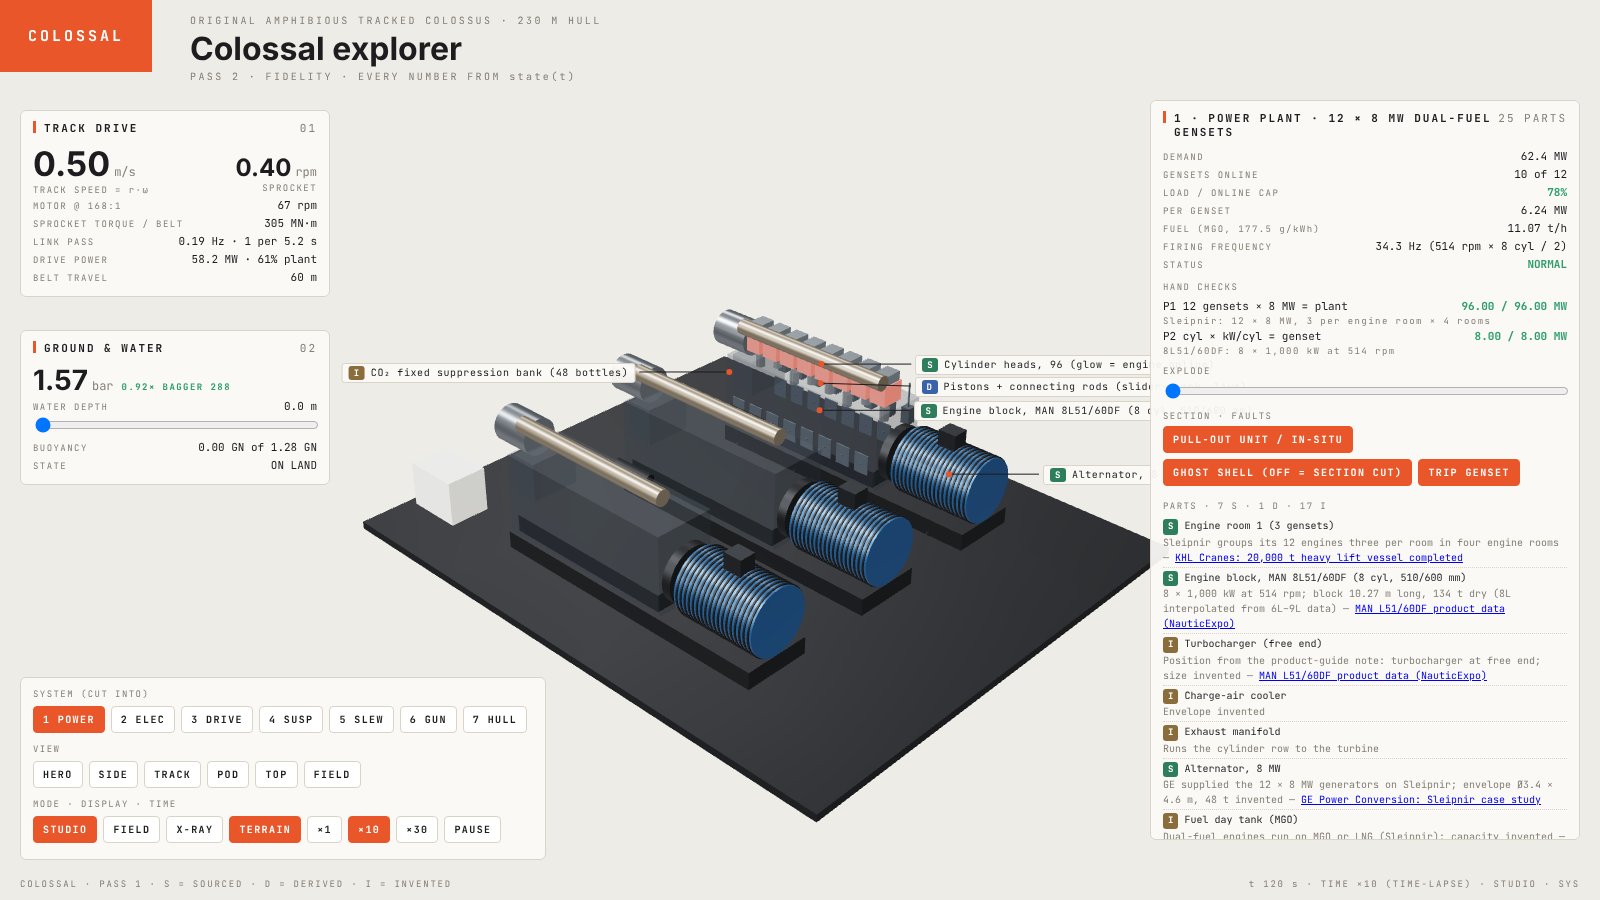 COLOSSAL
ORIGINAL AMPHIBIOUS TRACKED COLOSSUS · 230 M HULL
Colossal explorer
PASS 2 · FIDELITY · EVERY NUMBER FROM state(t)
TRACK DRIVE 01
0.50 m/s 0.40 rpm
TRACK SPEED = r·ω SPROCKET
MOTOR @ 168:1 67 rpm
SPROCKET TORQUE / BELT 305 MN·m
LINK PASS 0.19 Hz · 1 per 5.2 s
DRIVE POWER 58.2 MW · 61% plant
BELT TRAVEL 60 m
GROUND & WATER 02
1.57 bar 0.92× BAGGER 288
WATER DEPTH 0.0 m
BUOYANCY 0.00 GN of 1.28 GN
STATE ON LAND
I CO₂ fixed suppression bank (48 bottles)
S Cylinder heads, 96 (glow = engin
D Pistons + connecting rods (slider
S Engine block, MAN 8L51/60DF (8 c
S Alternator,
SYSTEM (CUT INTO)
1 POWER 2 ELEC 3 DRIVE 4 SUSP 5 SLEW 6 GUN 7 HULL
VIEW
HERO SIDE TRACK POD TOP FIELD
MODE · DISPLAY · TIME
STUDIO FIELD X-RAY TERRAIN ×1 ×10 ×30 PAUSE
1 · POWER PLANT · 12 × 8 MW DUAL-FUEL 25 PARTS
GENSETS
DEMAND 62.4 MW
GENSETS ONLINE 10 of 12
LOAD / ONLINE CAP 78%
PER GENSET 6.24 MW
FUEL (MGO, 177.5 g/kWh) 11.07 t/h
FIRING FREQUENCY 34.3 Hz (514 rpm × 8 cyl / 2)
STATUS NORMAL
HAND CHECKS
P1 12 gensets × 8 MW = plant 96.00 / 96.00 MW
Sleipnir: 12 × 8 MW, 3 per engine room × 4 rooms
P2 cyl × kW/cyl = genset 8.00 / 8.00 MW
8L51/60DF: 8 × 1,000 kW at 514 rpm
EXPLODE
SECTION · FAULTS
PULL-OUT UNIT / IN-SITU
GHOST SHELL (OFF = SECTION CUT) TRIP GENSET
PARTS · 7 S · 1 D · 17 I
S Engine room 1 (3 gensets)
Sleipnir groups its 12 engines three per room in four engine rooms
— KHL Cranes: 20,000 t heavy lift vessel completed
S Engine block, MAN 8L51/60DF (8 cyl, 510/600 mm)
8 × 1,000 kW at 514 rpm; block 10.27 m long, 134 t dry (8L
interpolated from 6L–9L data) — MAN L51/60DF product data
(NauticExpo)
I Turbocharger (free end)
Position from the product-guide note: turbocharger at free end;
size invented — MAN L51/60DF product data (NauticExpo)
I Charge-air cooler
Envelope invented
I Exhaust manifold
Runs the cylinder row to the turbine
S Alternator, 8 MW
GE supplied the 12 × 8 MW generators on Sleipnir; envelope Ø3.4 ×
4.6 m, 48 t invented — GE Power Conversion: Sleipnir case study
I Fuel day tank (MGO)
Dual-fuel engines run on MGO or LNG (Sleipnir); capacity invented —
COLOSSAL · PASS 1 · S = SOURCED · D = DERIVED · I = INVENTED
t 120 s · TIME ×10 (TIME-LAPSE) · STUDIO · SYS